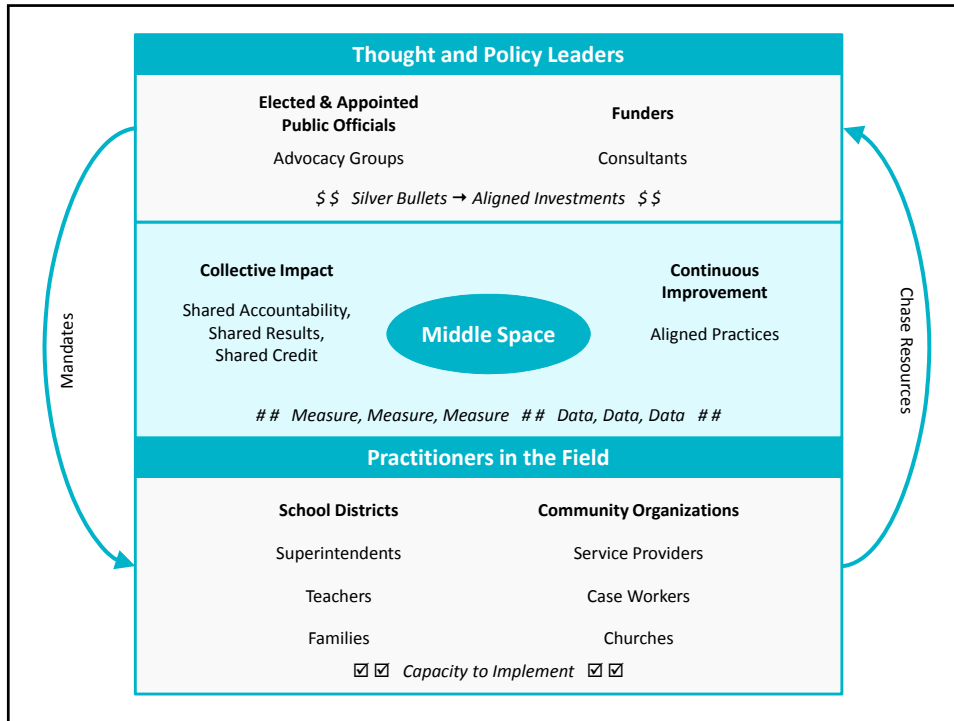 Thought and Policy Leaders
Elected & Appointed
Public Officials
Funders
Advocacy Groups
Consultants
$ $ Silver Bullets → Aligned Investments $ $
Mandates
Chase Resources
Collective Impact
Shared Accountability,
Shared Results,
Shared Credit
Middle Space
Continuous
Improvement
Aligned Practices
# # Measure, Measure, Measure # # Data, Data, Data # #
Practitioners in the Field
School Districts
Community Organizations
Superintendents
Service Providers
Teachers
Case Workers
Families
Churches
☑ ☑ Capacity to Implement ☑ ☑